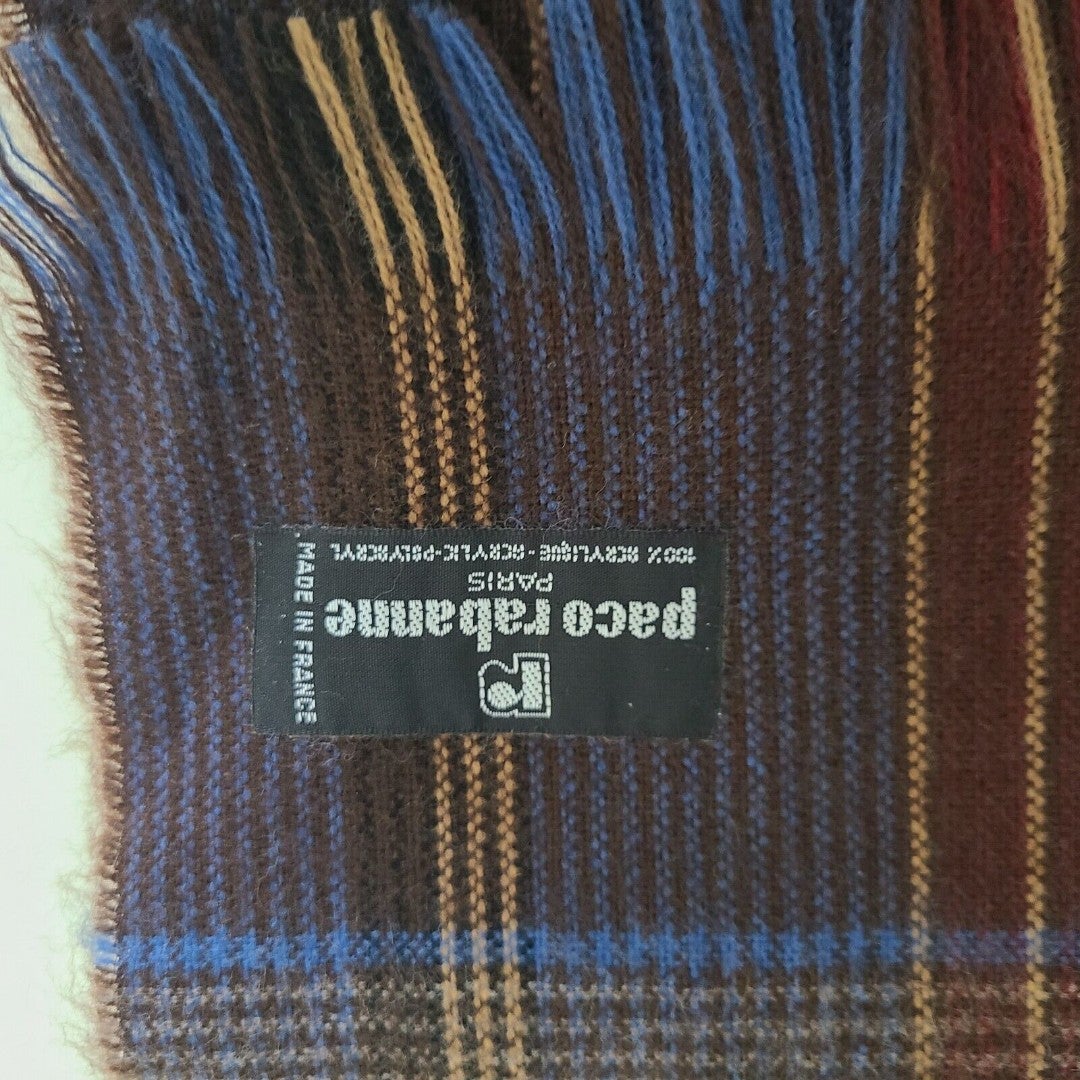 paco rabanne
PARIS
100% ACRYLIQUE-ACRYLIC-POLYACRYL
MADE IN FRANCE